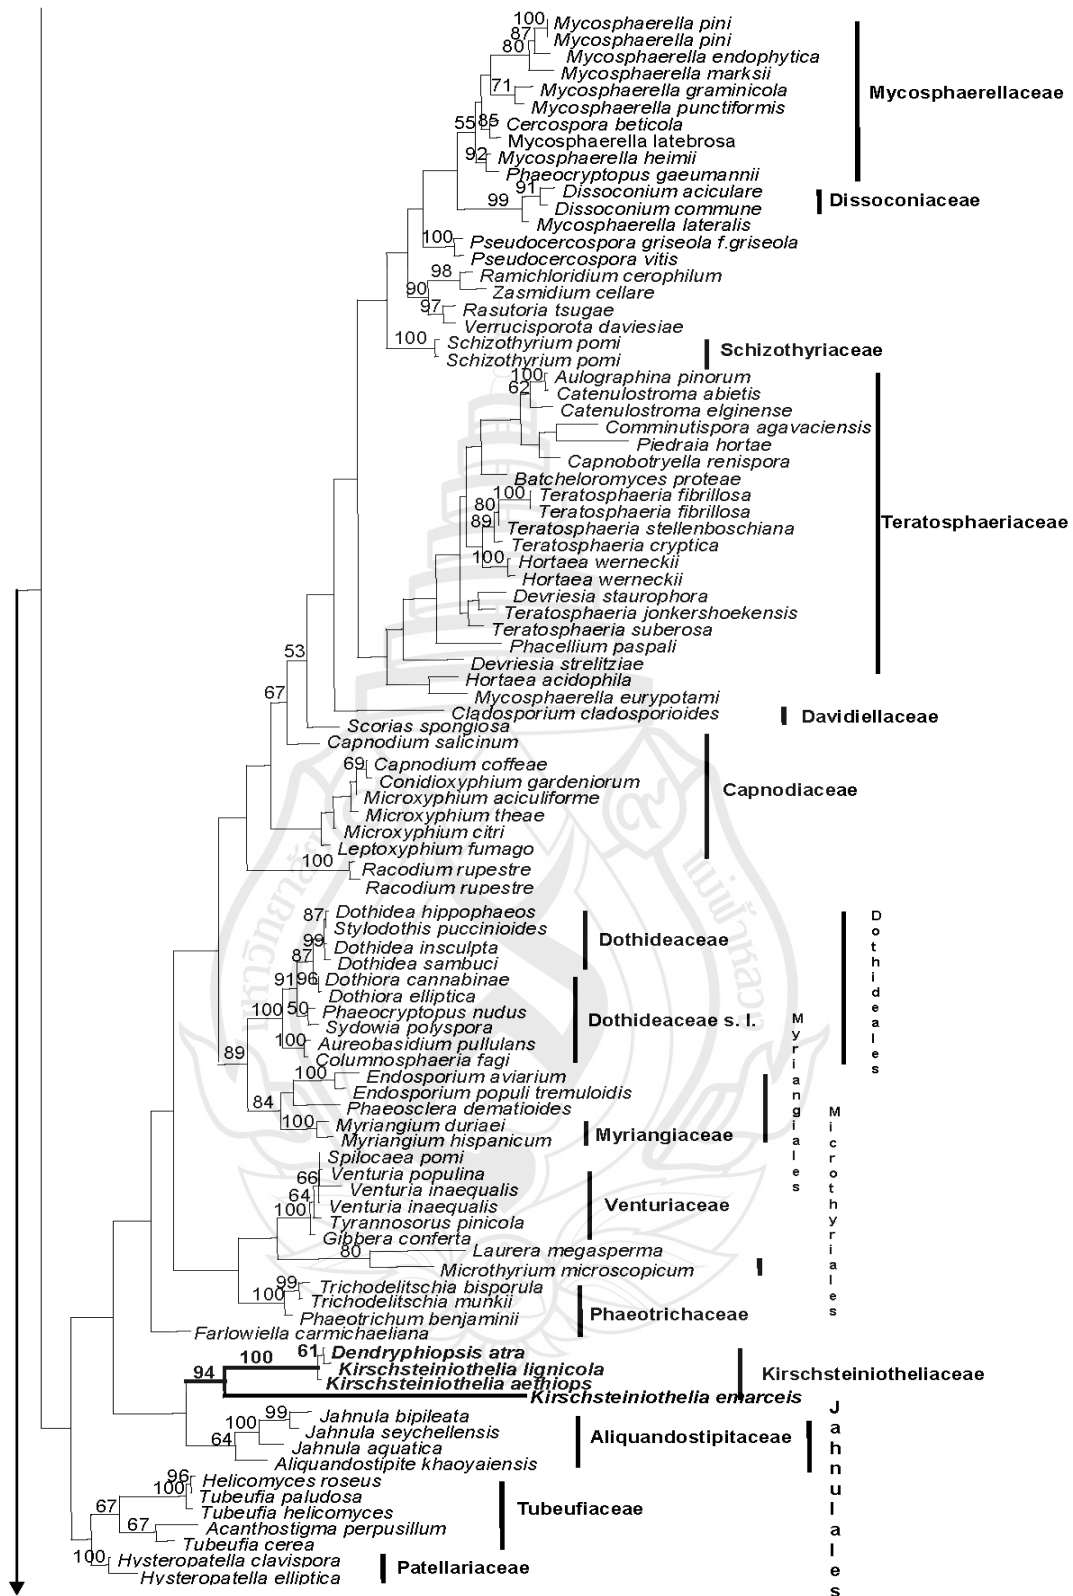 100 Mycosphaerella pini
87 Mycosphaerella pini
80 Mycosphaerella endophytica
Mycosphaerella marksii
71 Mycosphaerella graminicola
Mycosphaerellaceae
Mycosphaerella punctiformis
55 85 Cercospora beticola
Mycosphaerella latebrosa
92 Mycosphaerella heimii
Phaeocryptopus gaeumannii
91 Dissoconium aciculare
99 Dissoconium commune
Dissoconiaceae
Mycosphaerella lateralis
100 Pseudocercospora griseola f.griseola
Pseudocercospora vitis
98 Ramichloridium cerophilum
90 Zasmidium cellare
97 Rasutoria tsugae
Verrucisporota daviesiae
100 Schizothyrium pomi
Schizothyriaceae
Schizothyrium pomi
100 Aulographina pinorum
62 Catenulostroma abietis
Catenulostroma elginense
Comminutispora agavaciensis
Piedraia hortae
Capnobotryella renispora
Batcheloromyces proteae
100 Teratosphaeria fibrillosa
80 Teratosphaeria fibrillosa
89 Teratosphaeria stellenboschiana
Teratosphaeriaceae
Teratosphaeria cryptica
100 Hortaea werneckii
Hortaea werneckii
Devriesia staurophora
Teratosphaeria jonkershoekensis
Teratosphaeria suberosa
Phacellium paspali
53
Devriesia strelitziae
Hortaea acidophila
67
Mycosphaerella eurypotami
Cladosporium cladosporioides
Davidiellaceae
Scorias spongiosa
Capnodium salicinum
69 Capnodium coffeae
Conidioxyphium gardeniorum
Capnodiaceae
Microxyphium aciculiforme
Microxyphium theae
Microxyphium citri
Leptoxyphium fumago
100 Racodium rupestre
Racodium rupestre
87 Dothidea hippophaeos
Stylodothis puccinioides
99 Dothidea insculpta
Dothideaceae
87 Dothidea sambuci
91 96 Dothiora cannabinae
Dothiora elliptica
100 50 Phaeocryptopus nudus
Dothideaceae s. l.
Sydowia polyspora
100 Aureobasidium pullulans
89 Columnosphaeria fagi
Dothideales
100 Endosporium aviarium
Endosporium populi tremuloidis
84 Phaeosclera dematioides
100 Myriangium duriaei
Myriangiaceae
Myriangium hispanicum
Myriangiales
Spilocaea pomi
66 Venturia populina
64 Venturia inaequalis
100 Venturia inaequalis
Venturiaceae
Tyrannosorus pinicola
Gibbera conferta
80 Laurera megasperma
Microthyrium microscopicum
Microthyriales
99 Trichodelitschia bisporula
100 Trichodelitschia munkii
Phaeotrichaceae
Phaeotrichum benjaminii
Farlowiella carmichaeliana
61 Dendryphiopsis atra
94 100 Kirschsteiniothelia lignicola
Kirschsteiniotheliaceae
Kirschsteiniothelia aethiops
Kirschsteiniothelia emarceis
99 Jahnula bipileata
100 Jahnula seychellensis
64 Jahnula aquatica
Aliquandostipitaceae
Aliquandostipite khaoyaiensis
Jahnulales
96 Helicomyces roseus
100 Tubeufia paludosa
67 Tubeufia helicomyces
Tubeufiaceae
67 Acanthostigma perpusillum
Tubeufia cerea
100 Hysteropatella clavispora
Patellariaceae
Hysteropatella elliptica